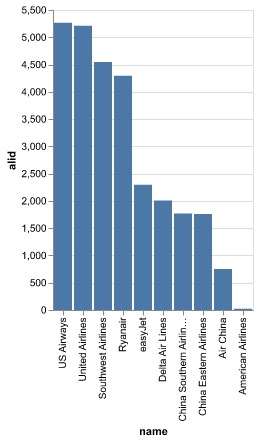 5,500
5,000
4,500
4,000
3,500
3,000
2,500
2,000
1,500
1,000
500
0
alid
US Airways
United Airlines
Southwest Airlines
Ryanair
easyJet
Delta Air Lines
China Southern Airlin…
China Eastern Airlines
Air China
American Airlines
name